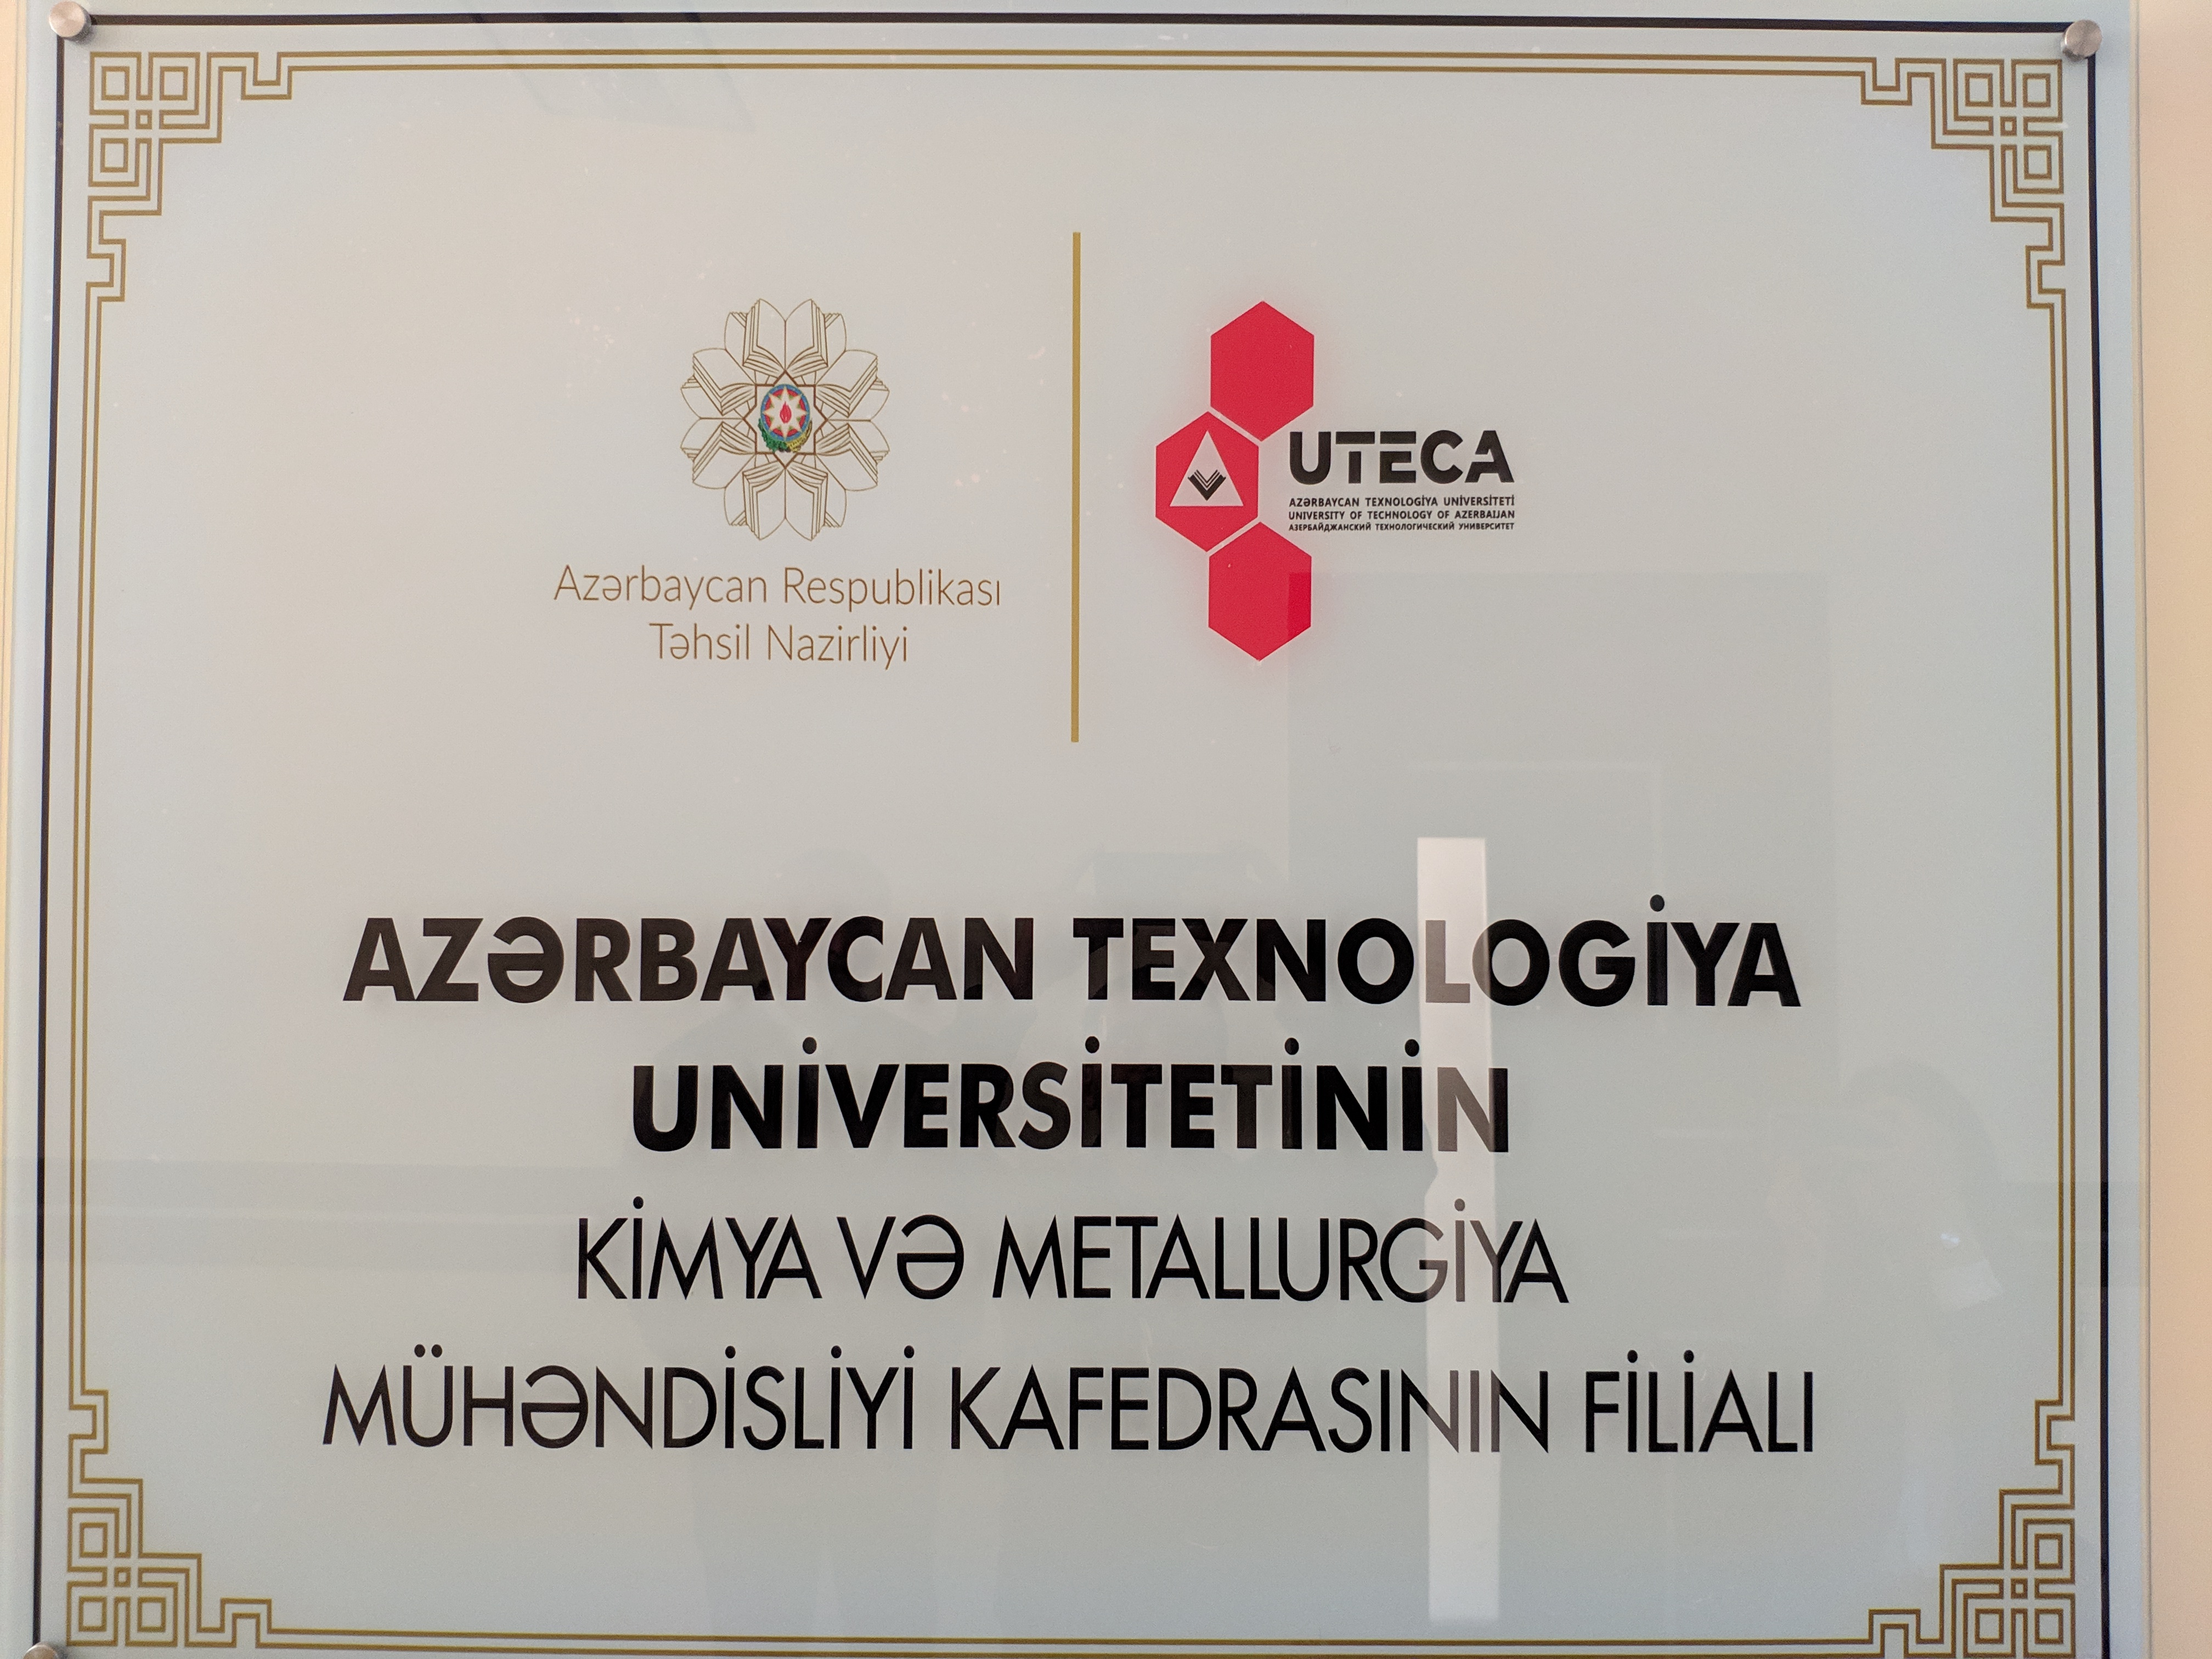 Azərbaycan Respublikası
Təhsil Nazirliyi
UTECA
AZƏRBAYCAN TEXNOLOGİYA UNİVERSİTETİ
UNIVERSITY OF TECHNOLOGY OF AZERBAIJAN
АЗЕРБАЙДЖАНСКИЙ ТЕХНОЛОГИЧЕСКИЙ УНИВЕРСИТЕТ
AZƏRBAYCAN TEXNOLOGİYA
UNİVERSİTETİNİN
KİMYA VƏ METALLURGİYA
MÜHƏNDİSLİYİ KAFEDRASININ FİLİALI